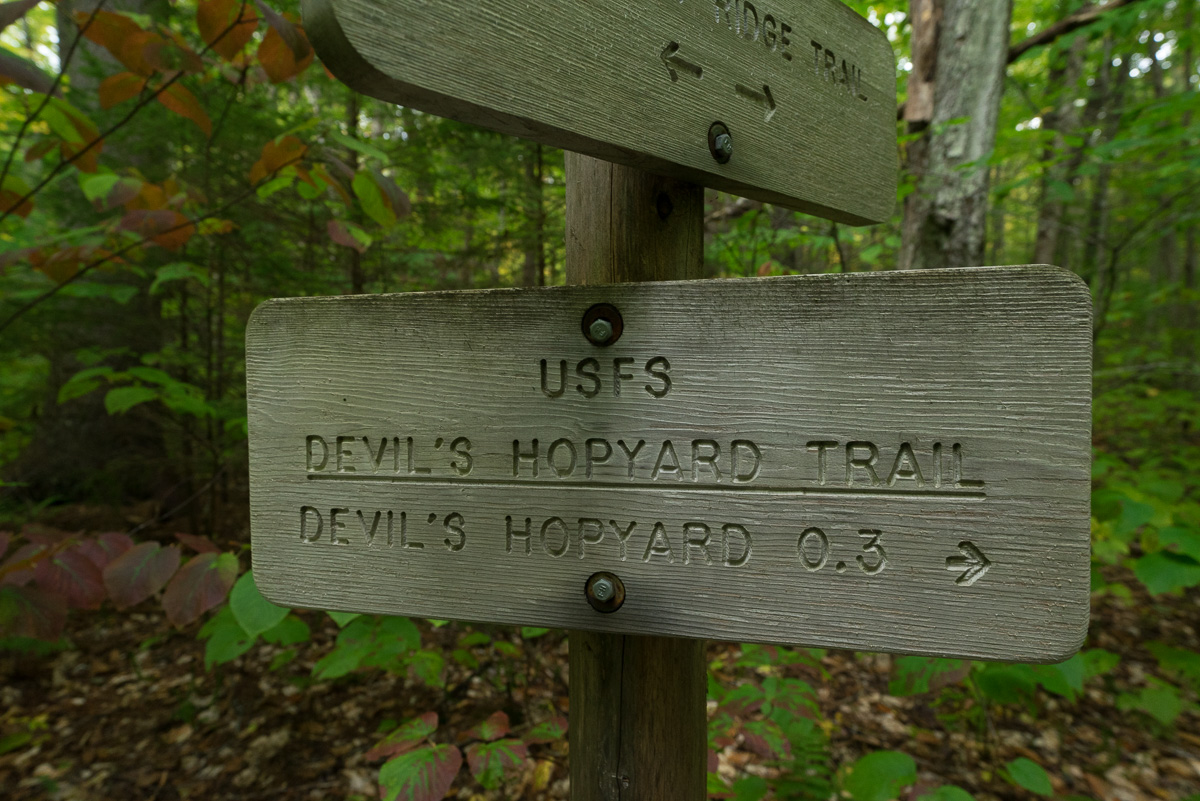 RIDGE TRAIL
← →
USFS
DEVIL'S HOPYARD TRAIL
DEVIL'S HOPYARD 0.3 →